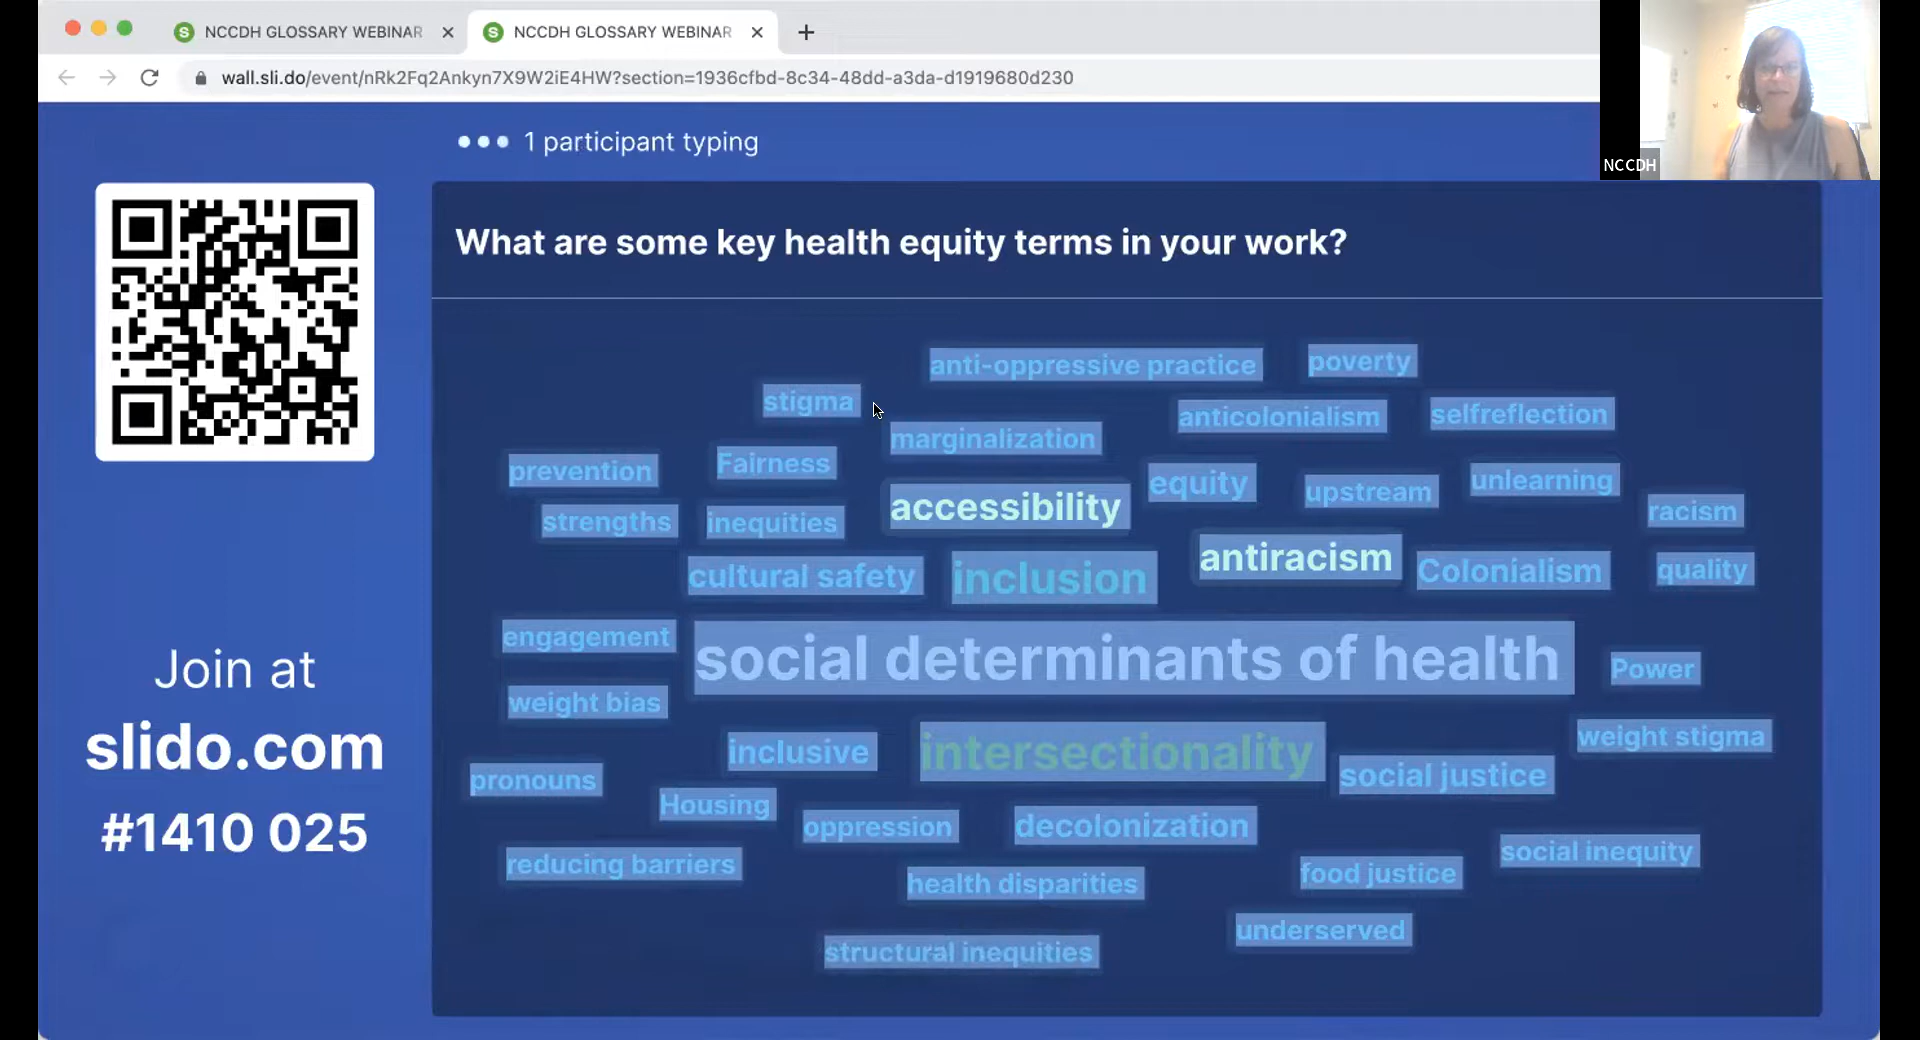 NCCDH GLOSSARY WEBINAR
NCCDH GLOSSARY WEBINAR
wall.sli.do/event/nRk2Fq2Ankyn7X9W2iE4HW?section=1936cfbd-8c34-48dd-a3da-d1919680d230
NCCDH
1 participant typing
What are some key health equity terms in your work?
anti-oppressive practice
poverty
stigma
anticolonialism
selfreflection
marginalization
prevention
Fairness
equity
upstream
unlearning
accessibility
racism
strengths
inequities
antiracism
cultural safety
inclusion
Colonialism
quality
engagement
social determinants of health
Power
weight bias
inclusive
intersectionality
weight stigma
pronouns
social justice
Housing
oppression
decolonization
reducing barriers
social inequity
health disparities
food justice
underserved
structural inequities
Join at
slido.com
#1410 025